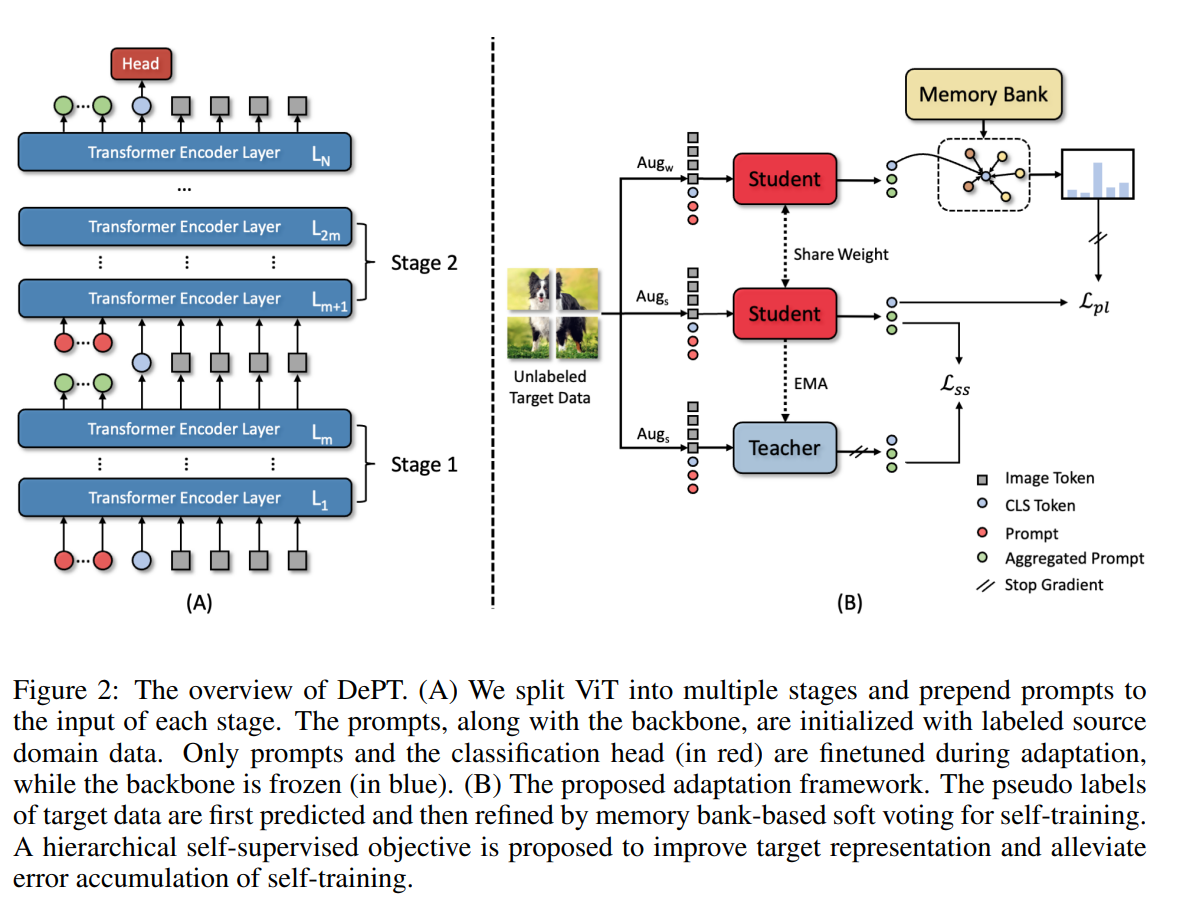 Head
Transformer Encoder Layer L_N
...
Transformer Encoder Layer L_2m
Stage 2
Transformer Encoder Layer L_m+1
Transformer Encoder Layer L_m
Stage 1
Transformer Encoder Layer L_1
(A)
Memory Bank
Aug_w
Student
Share Weight
Aug_s
Student
ℒ_pl
Unlabeled
Target Data
EMA
ℒ_ss
Aug_s
Teacher
Image Token
CLS Token
Prompt
Aggregated Prompt
Stop Gradient
(B)
Figure 2: The overview of DePT. (A) We split ViT into multiple stages and prepend prompts to
the input of each stage. The prompts, along with the backbone, are initialized with labeled source
domain data. Only prompts and the classification head (in red) are finetuned during adaptation,
while the backbone is frozen (in blue). (B) The proposed adaptation framework. The pseudo labels
of target data are first predicted and then refined by memory bank-based soft voting for self-training.
A hierarchical self-supervised objective is proposed to improve target representation and alleviate
error accumulation of self-training.